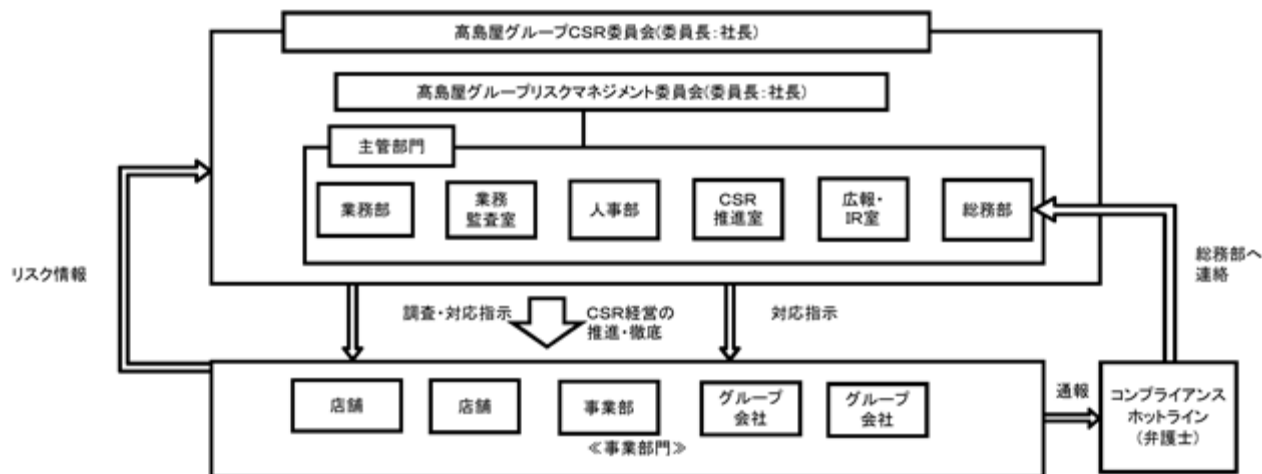 髙島屋グループCSR委員会(委員長:社長)
髙島屋グループリスクマネジメント委員会(委員長:社長)
主管部門
業務部
業務
監査室
人事部
CSR
推進室
広報・
IR室
総務部
リスク情報
総務部へ
連絡
調査・対応指示
CSR経営の
推進・徹底
対応指示
店舗
店舗
事業部
グループ
会社
グループ
会社
≪事業部門≫
通報
コンプライアンス
ホットライン
(弁護士)